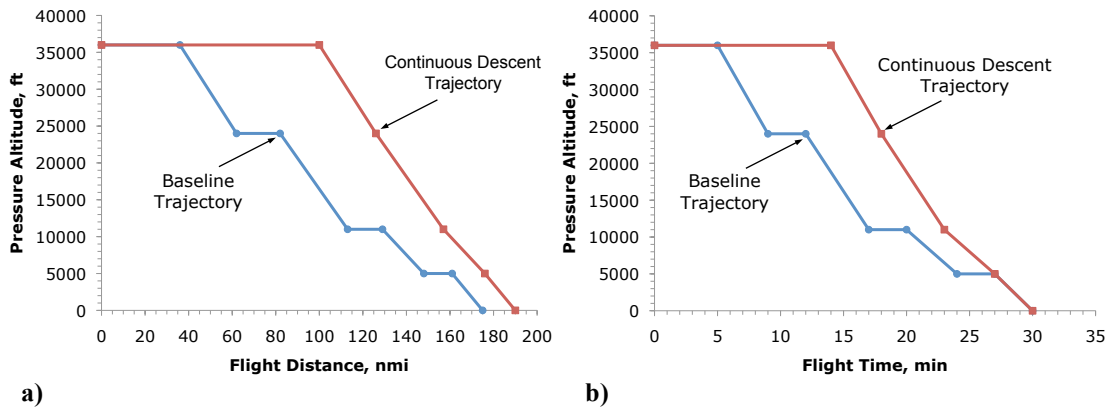 40000
35000
30000
25000
20000
15000
10000
5000
0
Pressure Altitude, ft
0 20 40 60 80 100 120 140 160 180 200
Flight Distance, nmi
Continuous Descent
Trajectory
Baseline
Trajectory
a)
40000
35000
30000
25000
20000
15000
10000
5000
0
Pressure Altitude, ft
0 5 10 15 20 25 30 35
Flight Time, min
Continuous Descent
Trajectory
Baseline
Trajectory
b)